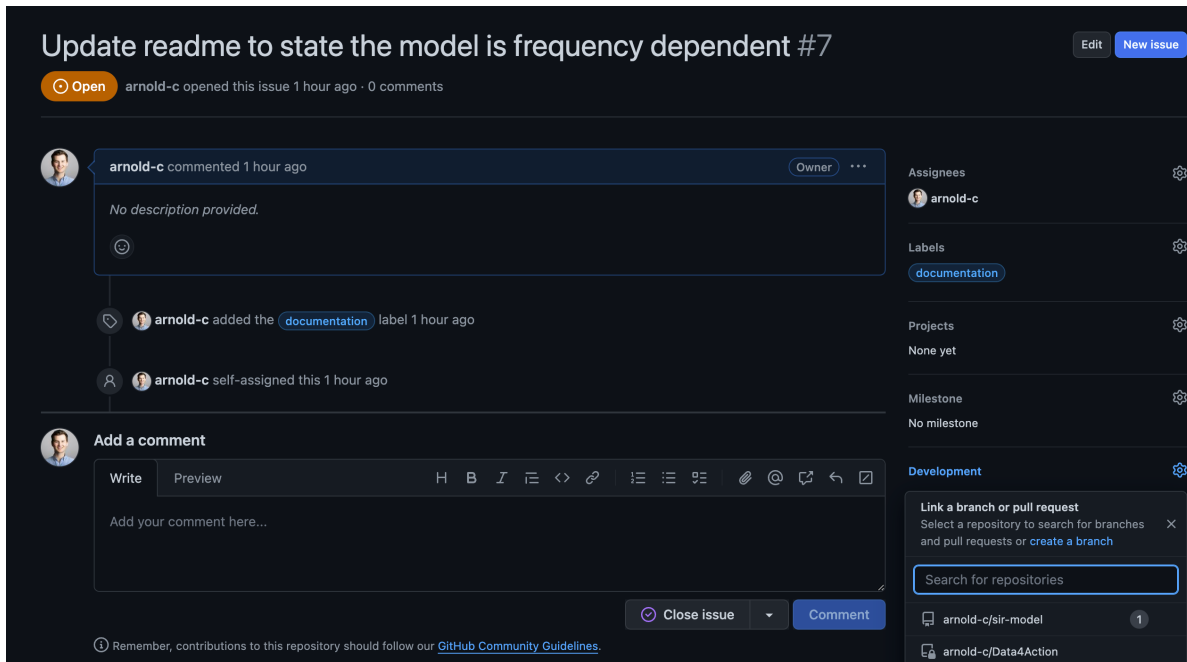 Update readme to state the model is frequency dependent #7
Edit
New issue
Open
arnold-c opened this issue 1 hour ago · 0 comments
arnold-c commented 1 hour ago
Owner
No description provided.
arnold-c added the documentation label 1 hour ago
arnold-c self-assigned this 1 hour ago
Add a comment
Write
Preview
H B I
Add your comment here...
Close issue
Comment
Remember, contributions to this repository should follow our GitHub Community Guidelines.
Assignees
arnold-c
Labels
documentation
Projects
None yet
Milestone
No milestone
Development
Link a branch or pull request
Select a repository to search for branches
and pull requests or create a branch
Search for repositories
arnold-c/sir-model
1
arnold-c/Data4Action